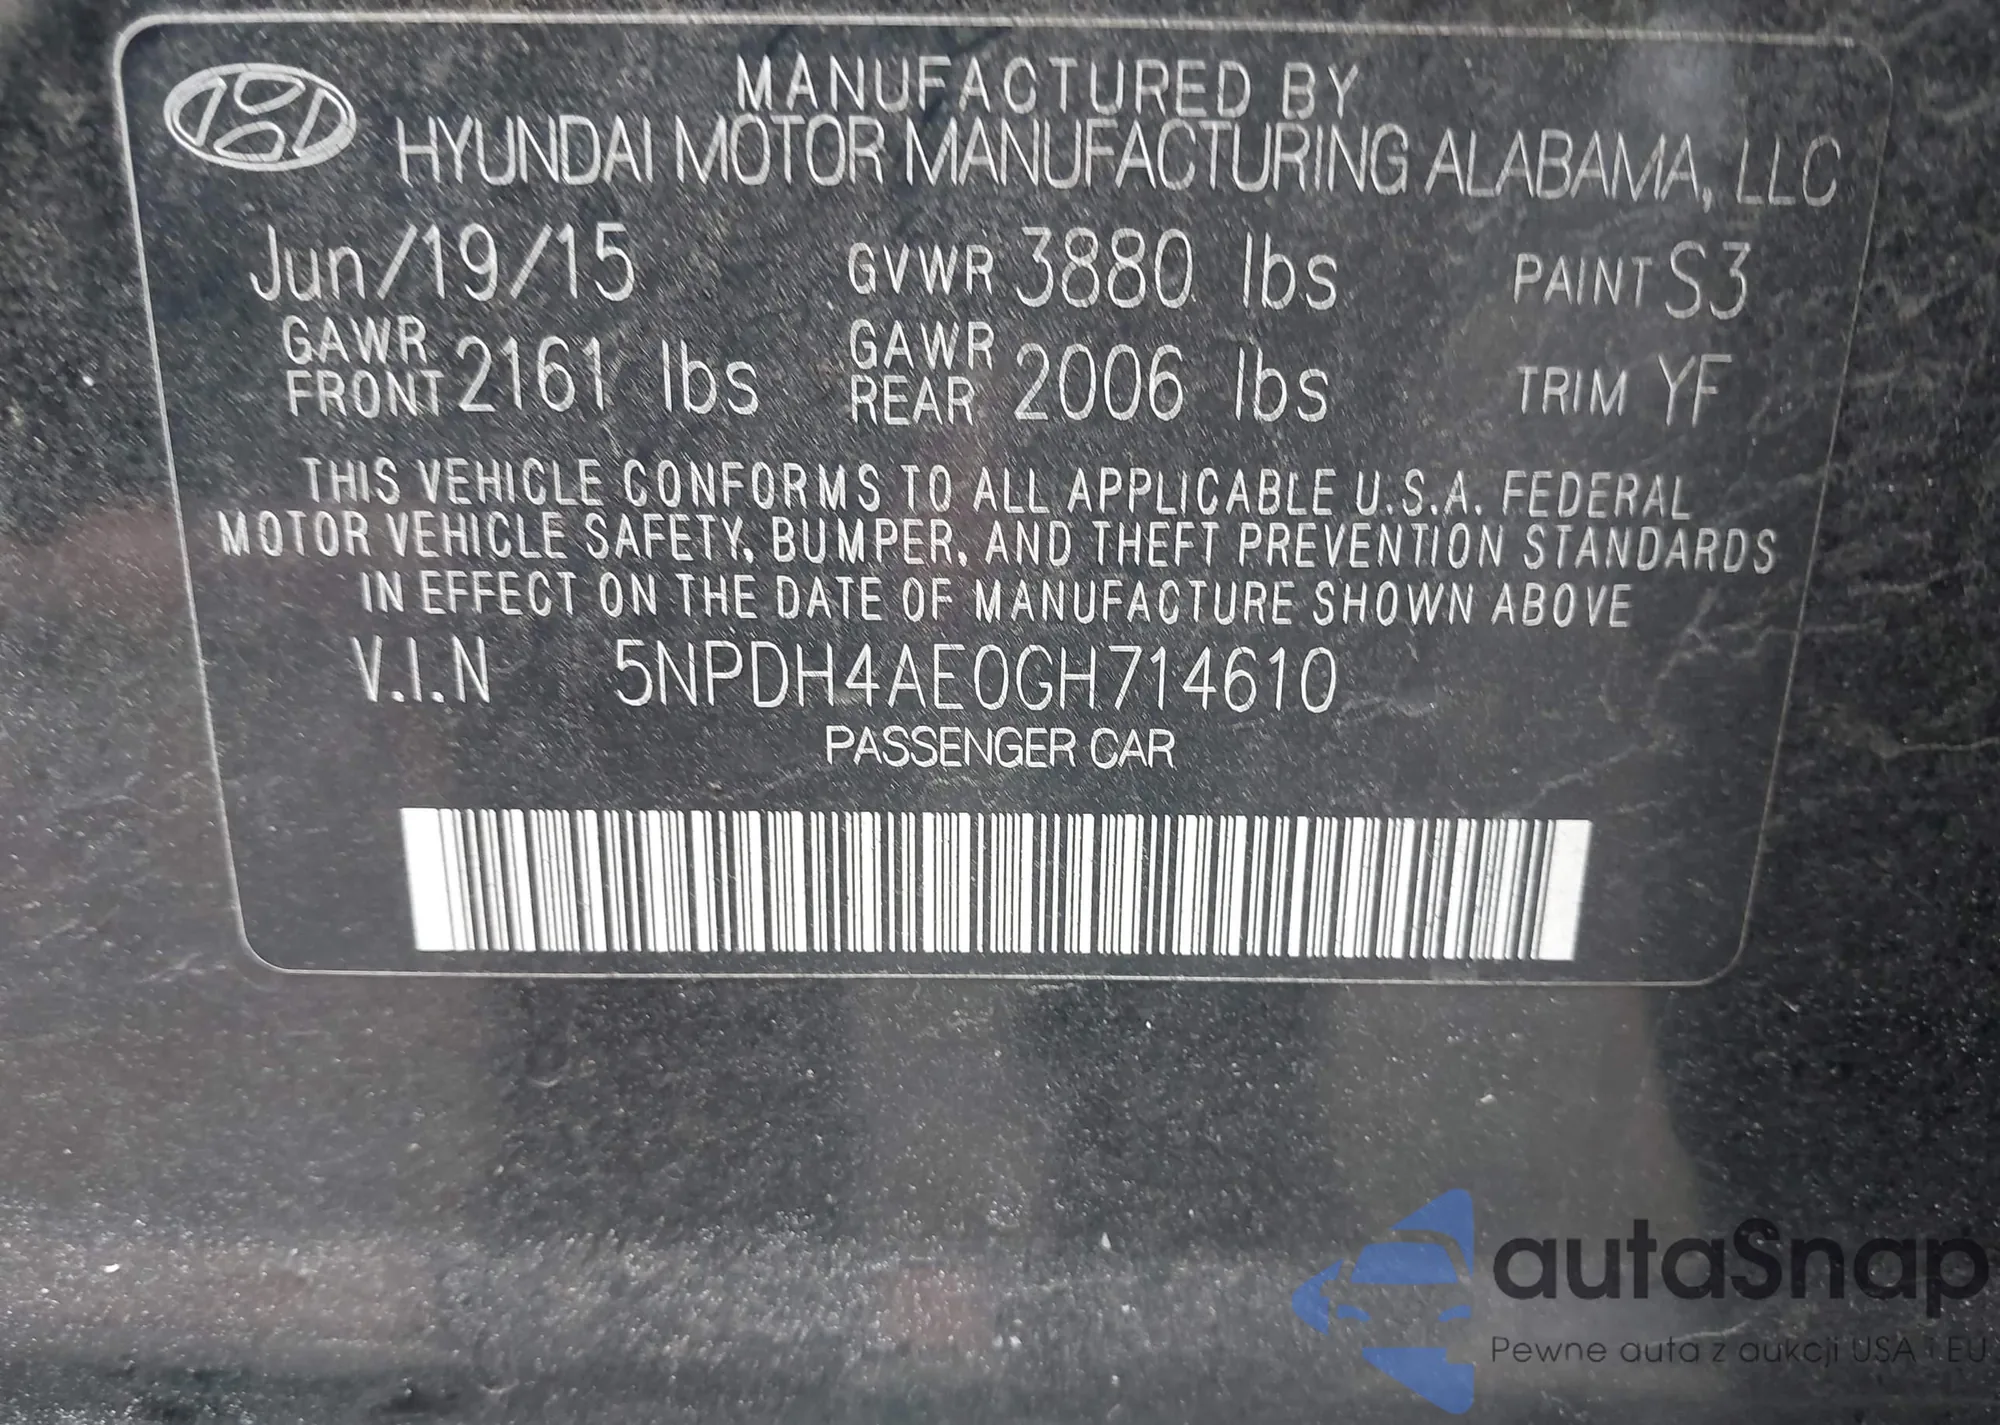 MANUFACTURED BY
HYUNDAI MOTOR MANUFACTURING ALABAMA, LLC
Jun/19/15 GVWR 3880 lbs PAINT S3
GAWR FRONT 2161 lbs GAWR REAR 2006 lbs TRIM YF
THIS VEHICLE CONFORMS TO ALL APPLICABLE U.S.A. FEDERAL
MOTOR VEHICLE SAFETY, BUMPER, AND THEFT PREVENTION STANDARDS
IN EFFECT ON THE DATE OF MANUFACTURE SHOWN ABOVE
V.I.N 5NPDH4AE0GH714610
PASSENGER CAR
autaSnap
Pewne auta z aukcji USA i EU